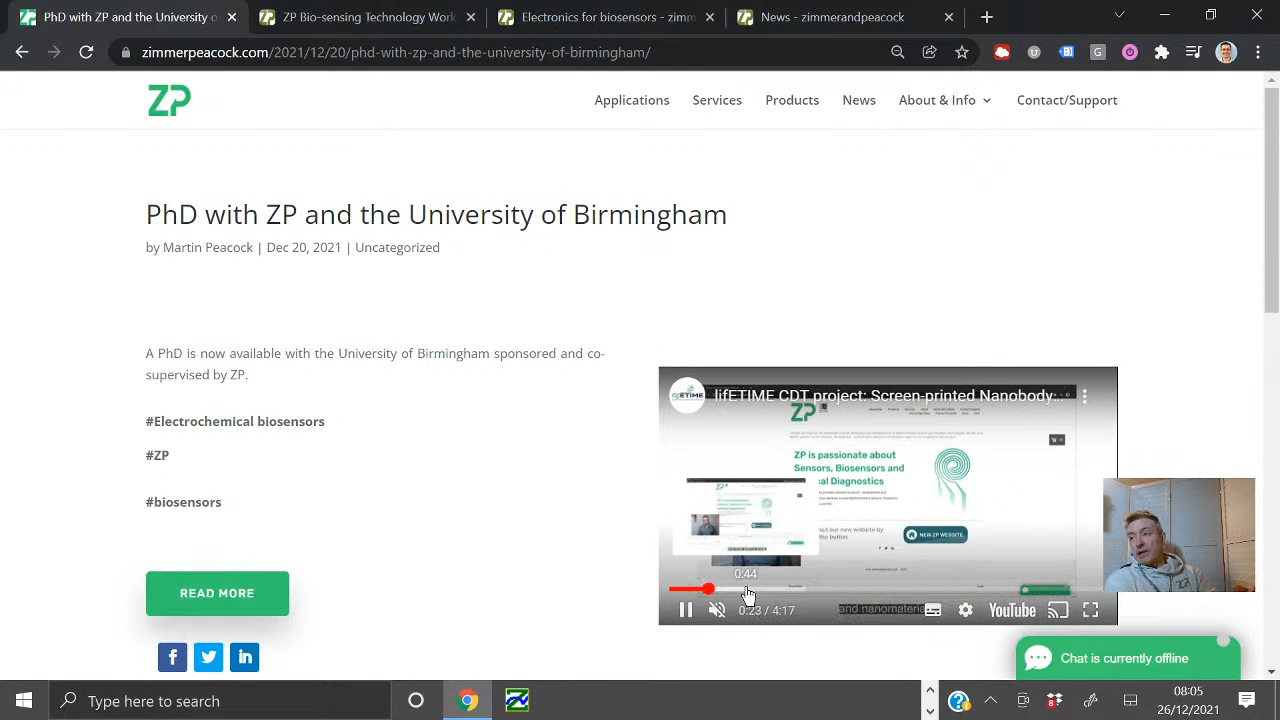 PhD with ZP and the University of
ZP Bio-sensing Technology Work
Electronics for biosensors - zimm
News - zimmerandpeacock
zimmerpeacock.com/2021/12/20/phd-with-zp-and-the-university-of-birmingham/
ZP
Applications
Services
Products
News
About & Info
Contact/Support
PhD with ZP and the University of Birmingham
by Martin Peacock | Dec 20, 2021 | Uncategorized
A PhD is now available with the University of Birmingham sponsored and co-
supervised by ZP.
#Electrochemical biosensors
#ZP
#biosensors
READ MORE
lifETIME CDT project: Screen-printed Nanobody...
ZP
ZP is passionate about
Sensors, Biosensors and
al Diagnostics
NEW ZP WEBSITE
0:44
0:23 / 4:17
and nanomateria
YouTube
Chat is currently offline
Type here to search
08:05
26/12/2021